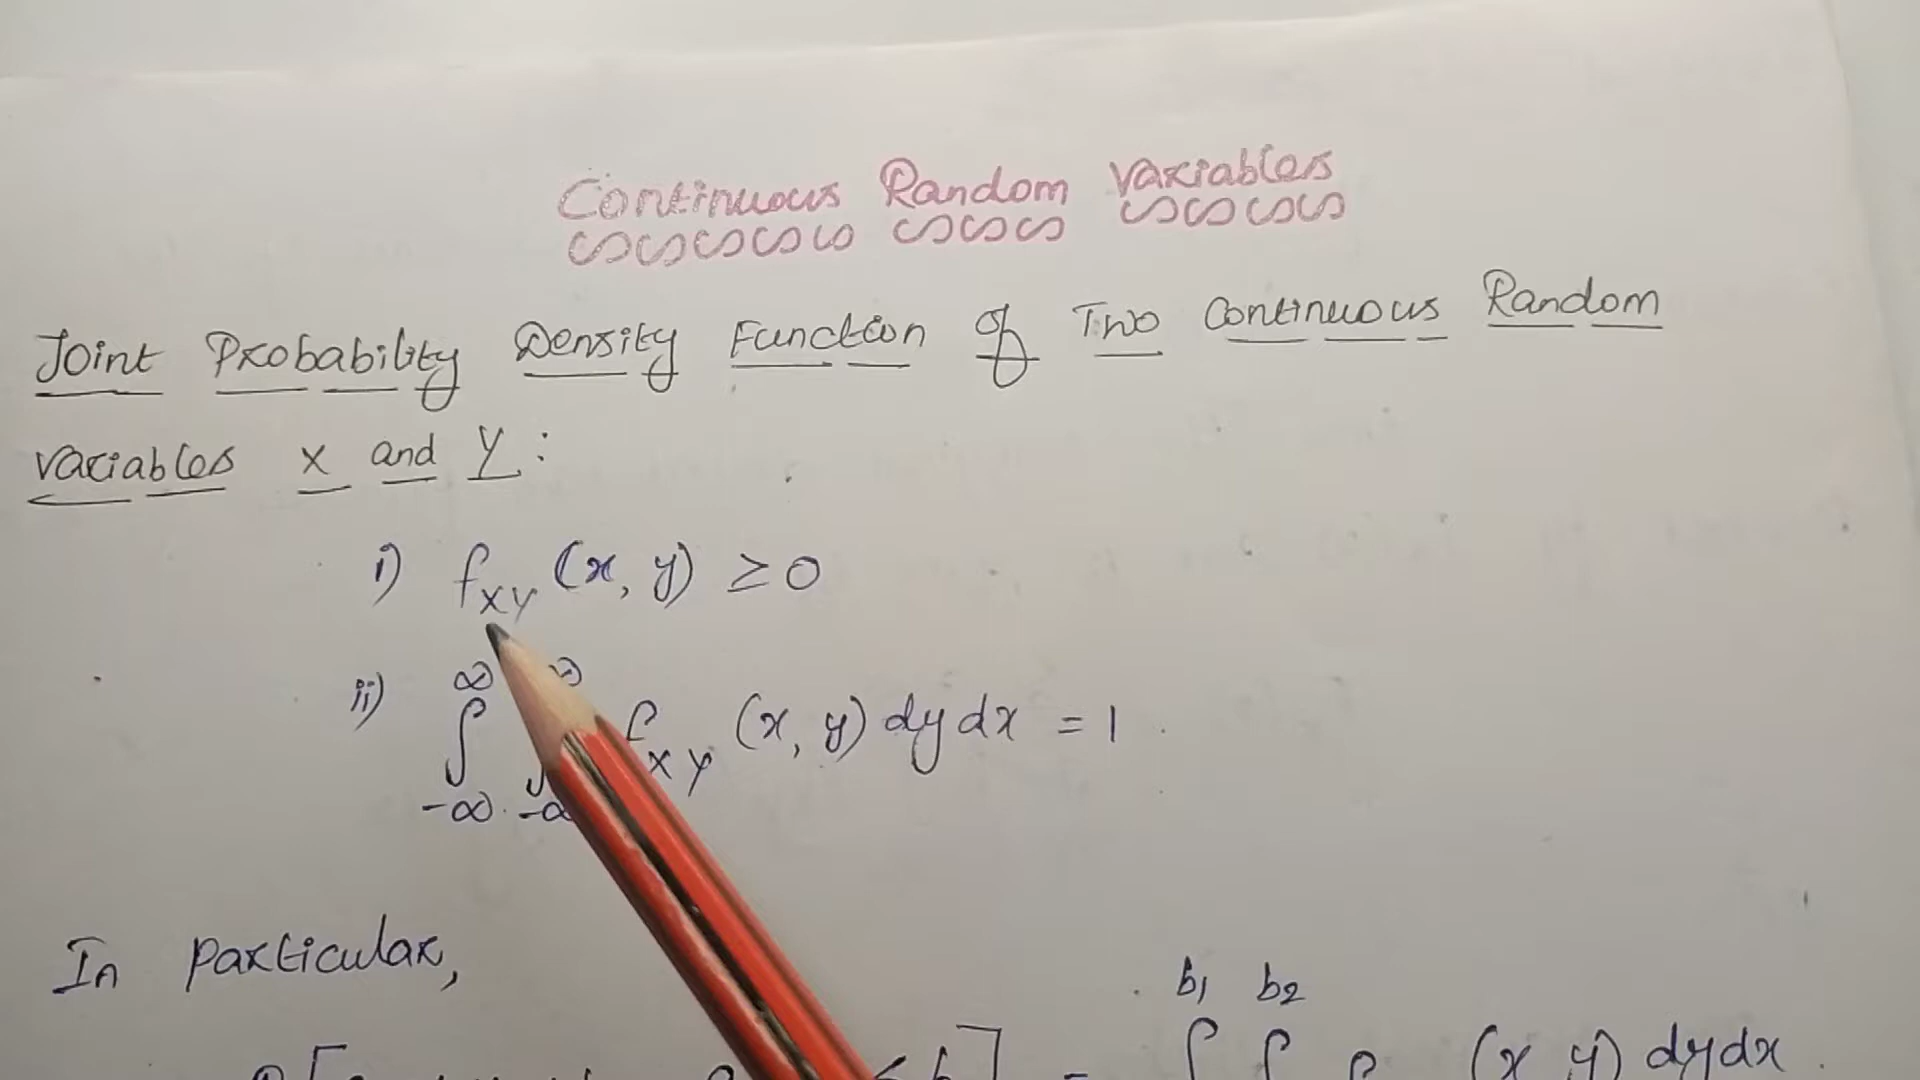 Continuous Random Variables
Joint Probability Density Function of Two Continuous Random
Variables X and Y:
i) f_XY (x, y) ≥ 0
ii) ∫_{-∞}^{∞} ∫_{-∞}^{∞} f_XY (x, y) dy dx = 1
In Particular,
b1 b2
∫ ∫ (x, y) dy dx